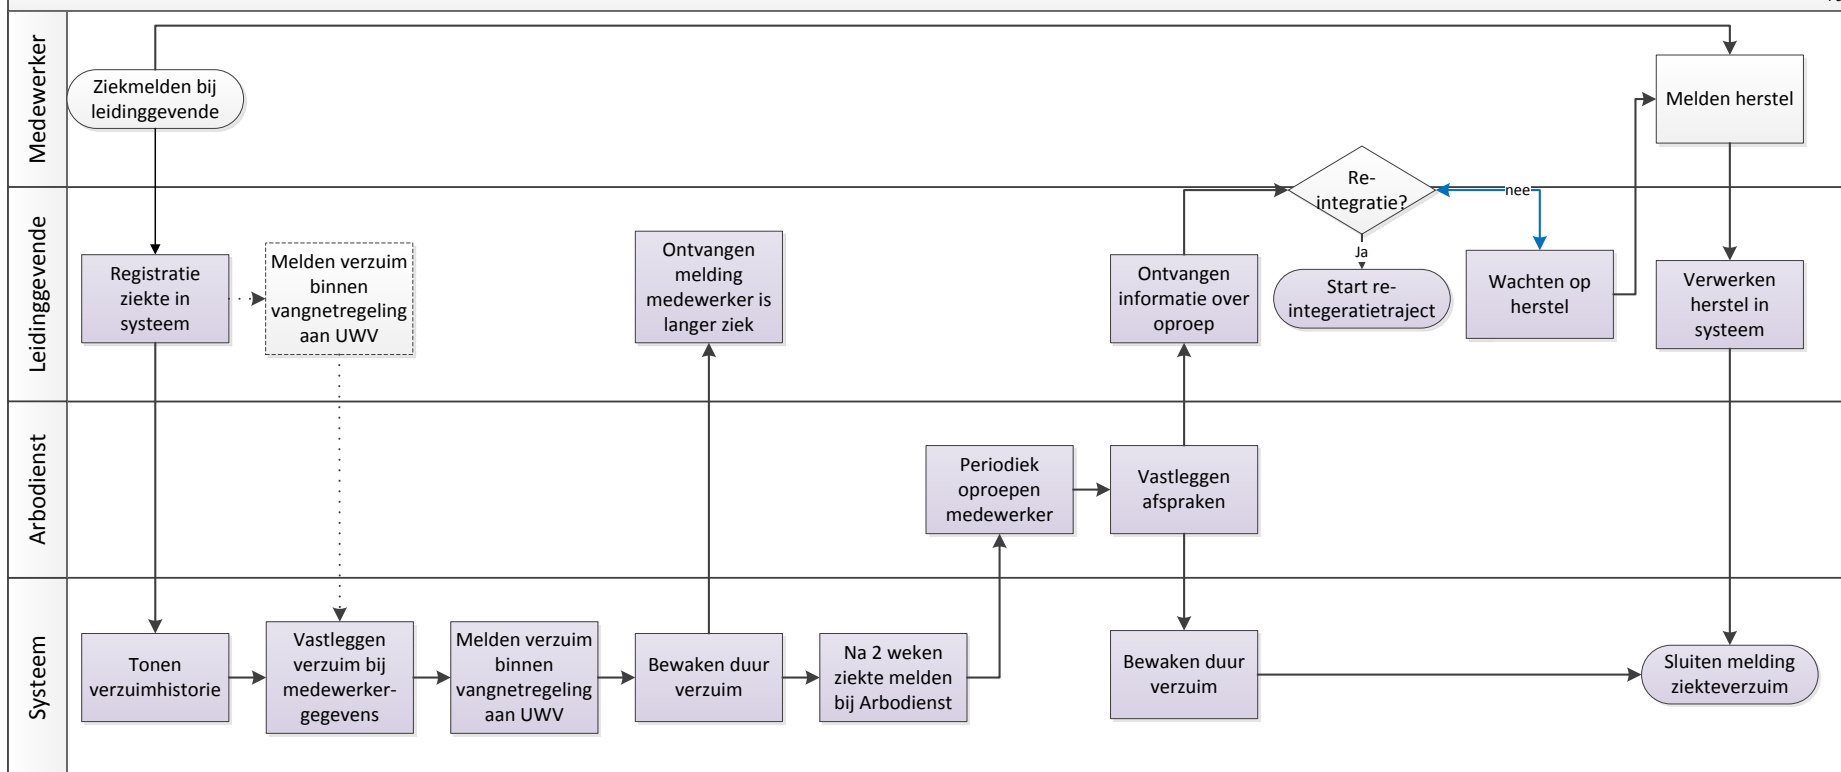 Medewerker
Ziekmelden bij
leidinggevende
Melden herstel
Re-
integratie?
nee
Ja
Leidinggevende
Registratie
ziekte in
systeem
Melden verzuim
binnen
vangnetregeling
aan UWV
Ontvangen
melding
medewerker is
langer ziek
Ontvangen
informatie over
oproep
Start re-
integeratietraject
Wachten op
herstel
Verwerken
herstel in
systeem
Arbodienst
Periodiek
oproepen
medewerker
Vastleggen
afspraken
Systeem
Tonen
verzuimhistorie
Vastleggen
verzuim bij
medewerker-
gegevens
Melden verzuim
binnen
vangnetregeling
aan UWV
Bewaken duur
verzuim
Na 2 weken
ziekte melden
bij Arbodienst
Bewaken duur
verzuim
Sluiten melding
ziekteverzuim